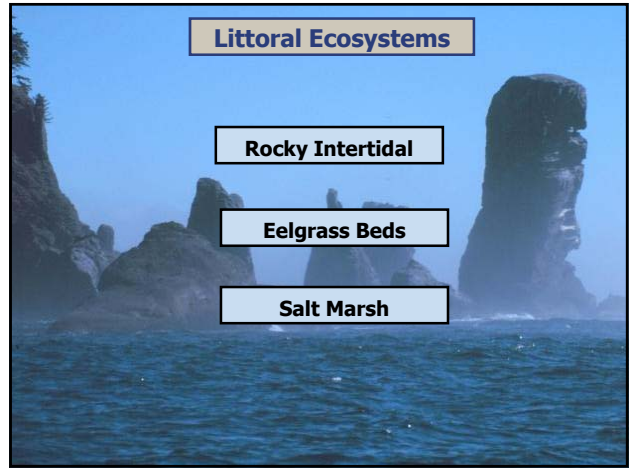 Littoral Ecosystems
Rocky Intertidal
Eelgrass Beds
Salt Marsh